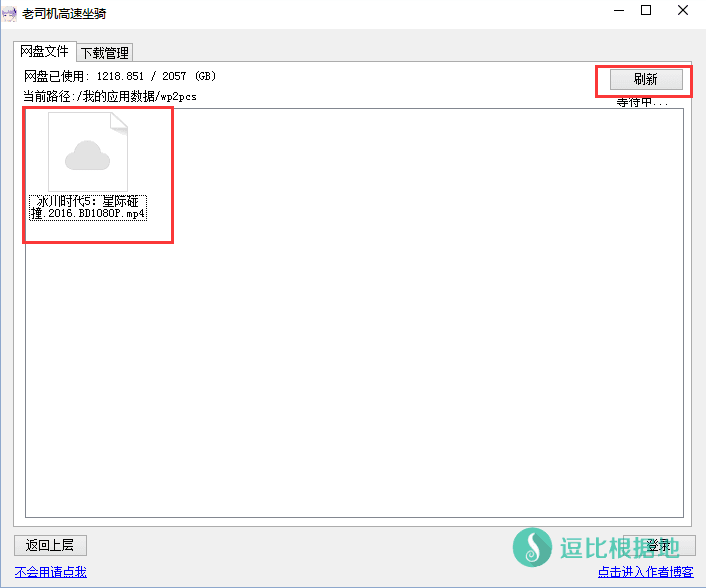 老司机高速坐骑
网盘文件 下载管理
网盘已使用: 1218.851 / 2057 (GB)
刷新
当前路径:/我的应用数据/wp2pcs
等待中...
冰川时代5：星际碰
撞.2016.BD1080P.mp4
返回上层
登录
逗比根据地
不会用请点我
点击进入作者博客